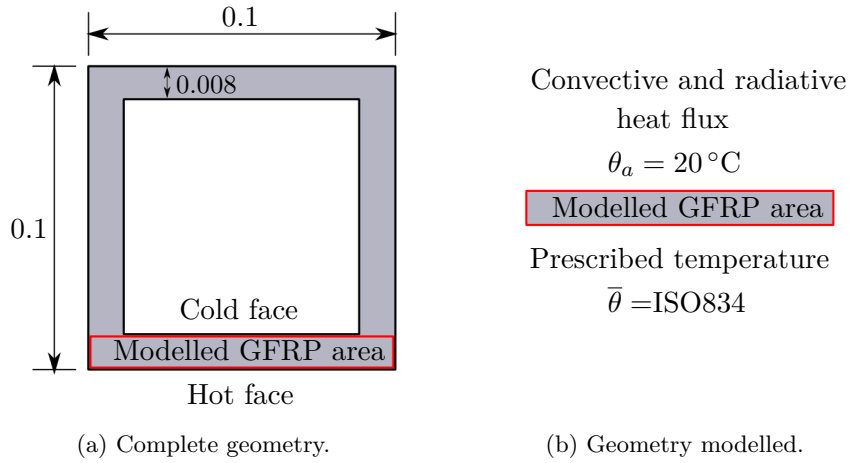 0.1
0.008
0.1
Cold face
Modelled GFRP area
Hot face
(a) Complete geometry.
Convective and radiative
heat flux
θₐ = 20 °C
Modelled GFRP area
Prescribed temperature
θ̅ =ISO834
(b) Geometry modelled.